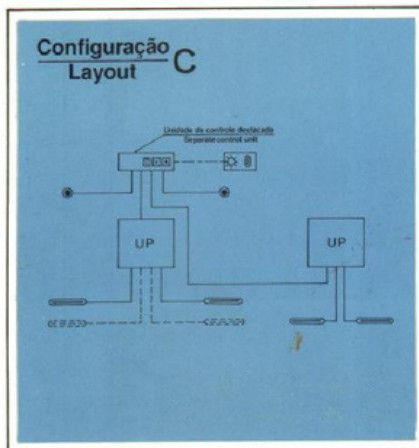 Configuração
Layout
C
Unidade de controle destacada
Separate control unit
UP
UP